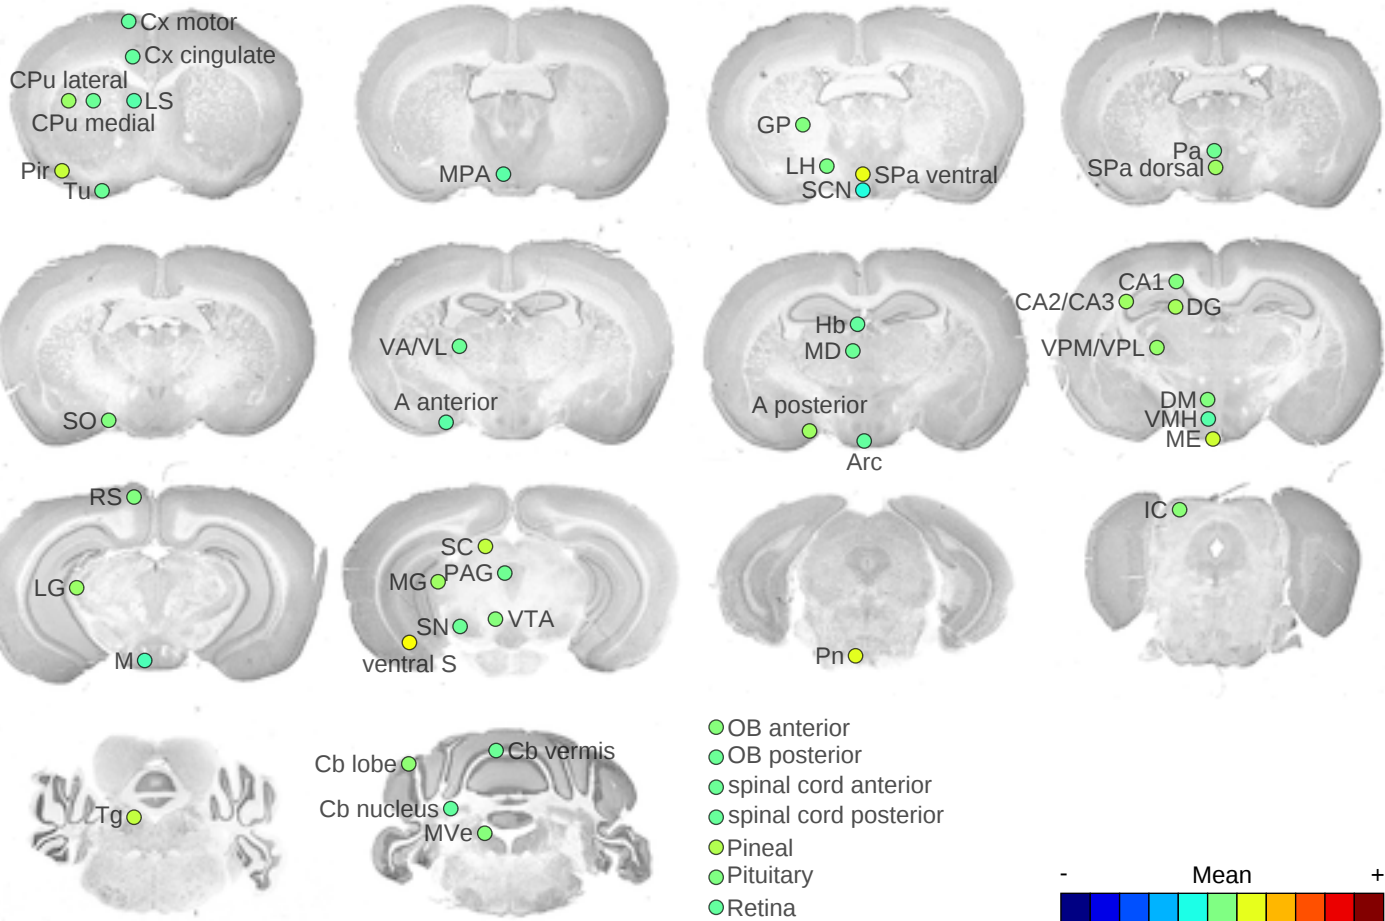 Cx motor
Cx cingulate
CPu lateral
LS
CPu medial
Pir
Tu
MPA
GP
LH
SPa ventral
SCN
Pa
SPa dorsal
SO
VA/VL
A anterior
Hb
MD
A posterior
Arc
CA1
CA2/CA3
DG
VPM/VPL
DM
VMH
ME
RS
LG
M
SC
MG
PAG
SN
VTA
ventral S
Pn
IC
Tg
Cb lobe
Cb vermis
Cb nucleus
MVe
OB anterior
OB posterior
spinal cord anterior
spinal cord posterior
Pineal
Pituitary
Retina
- Mean +